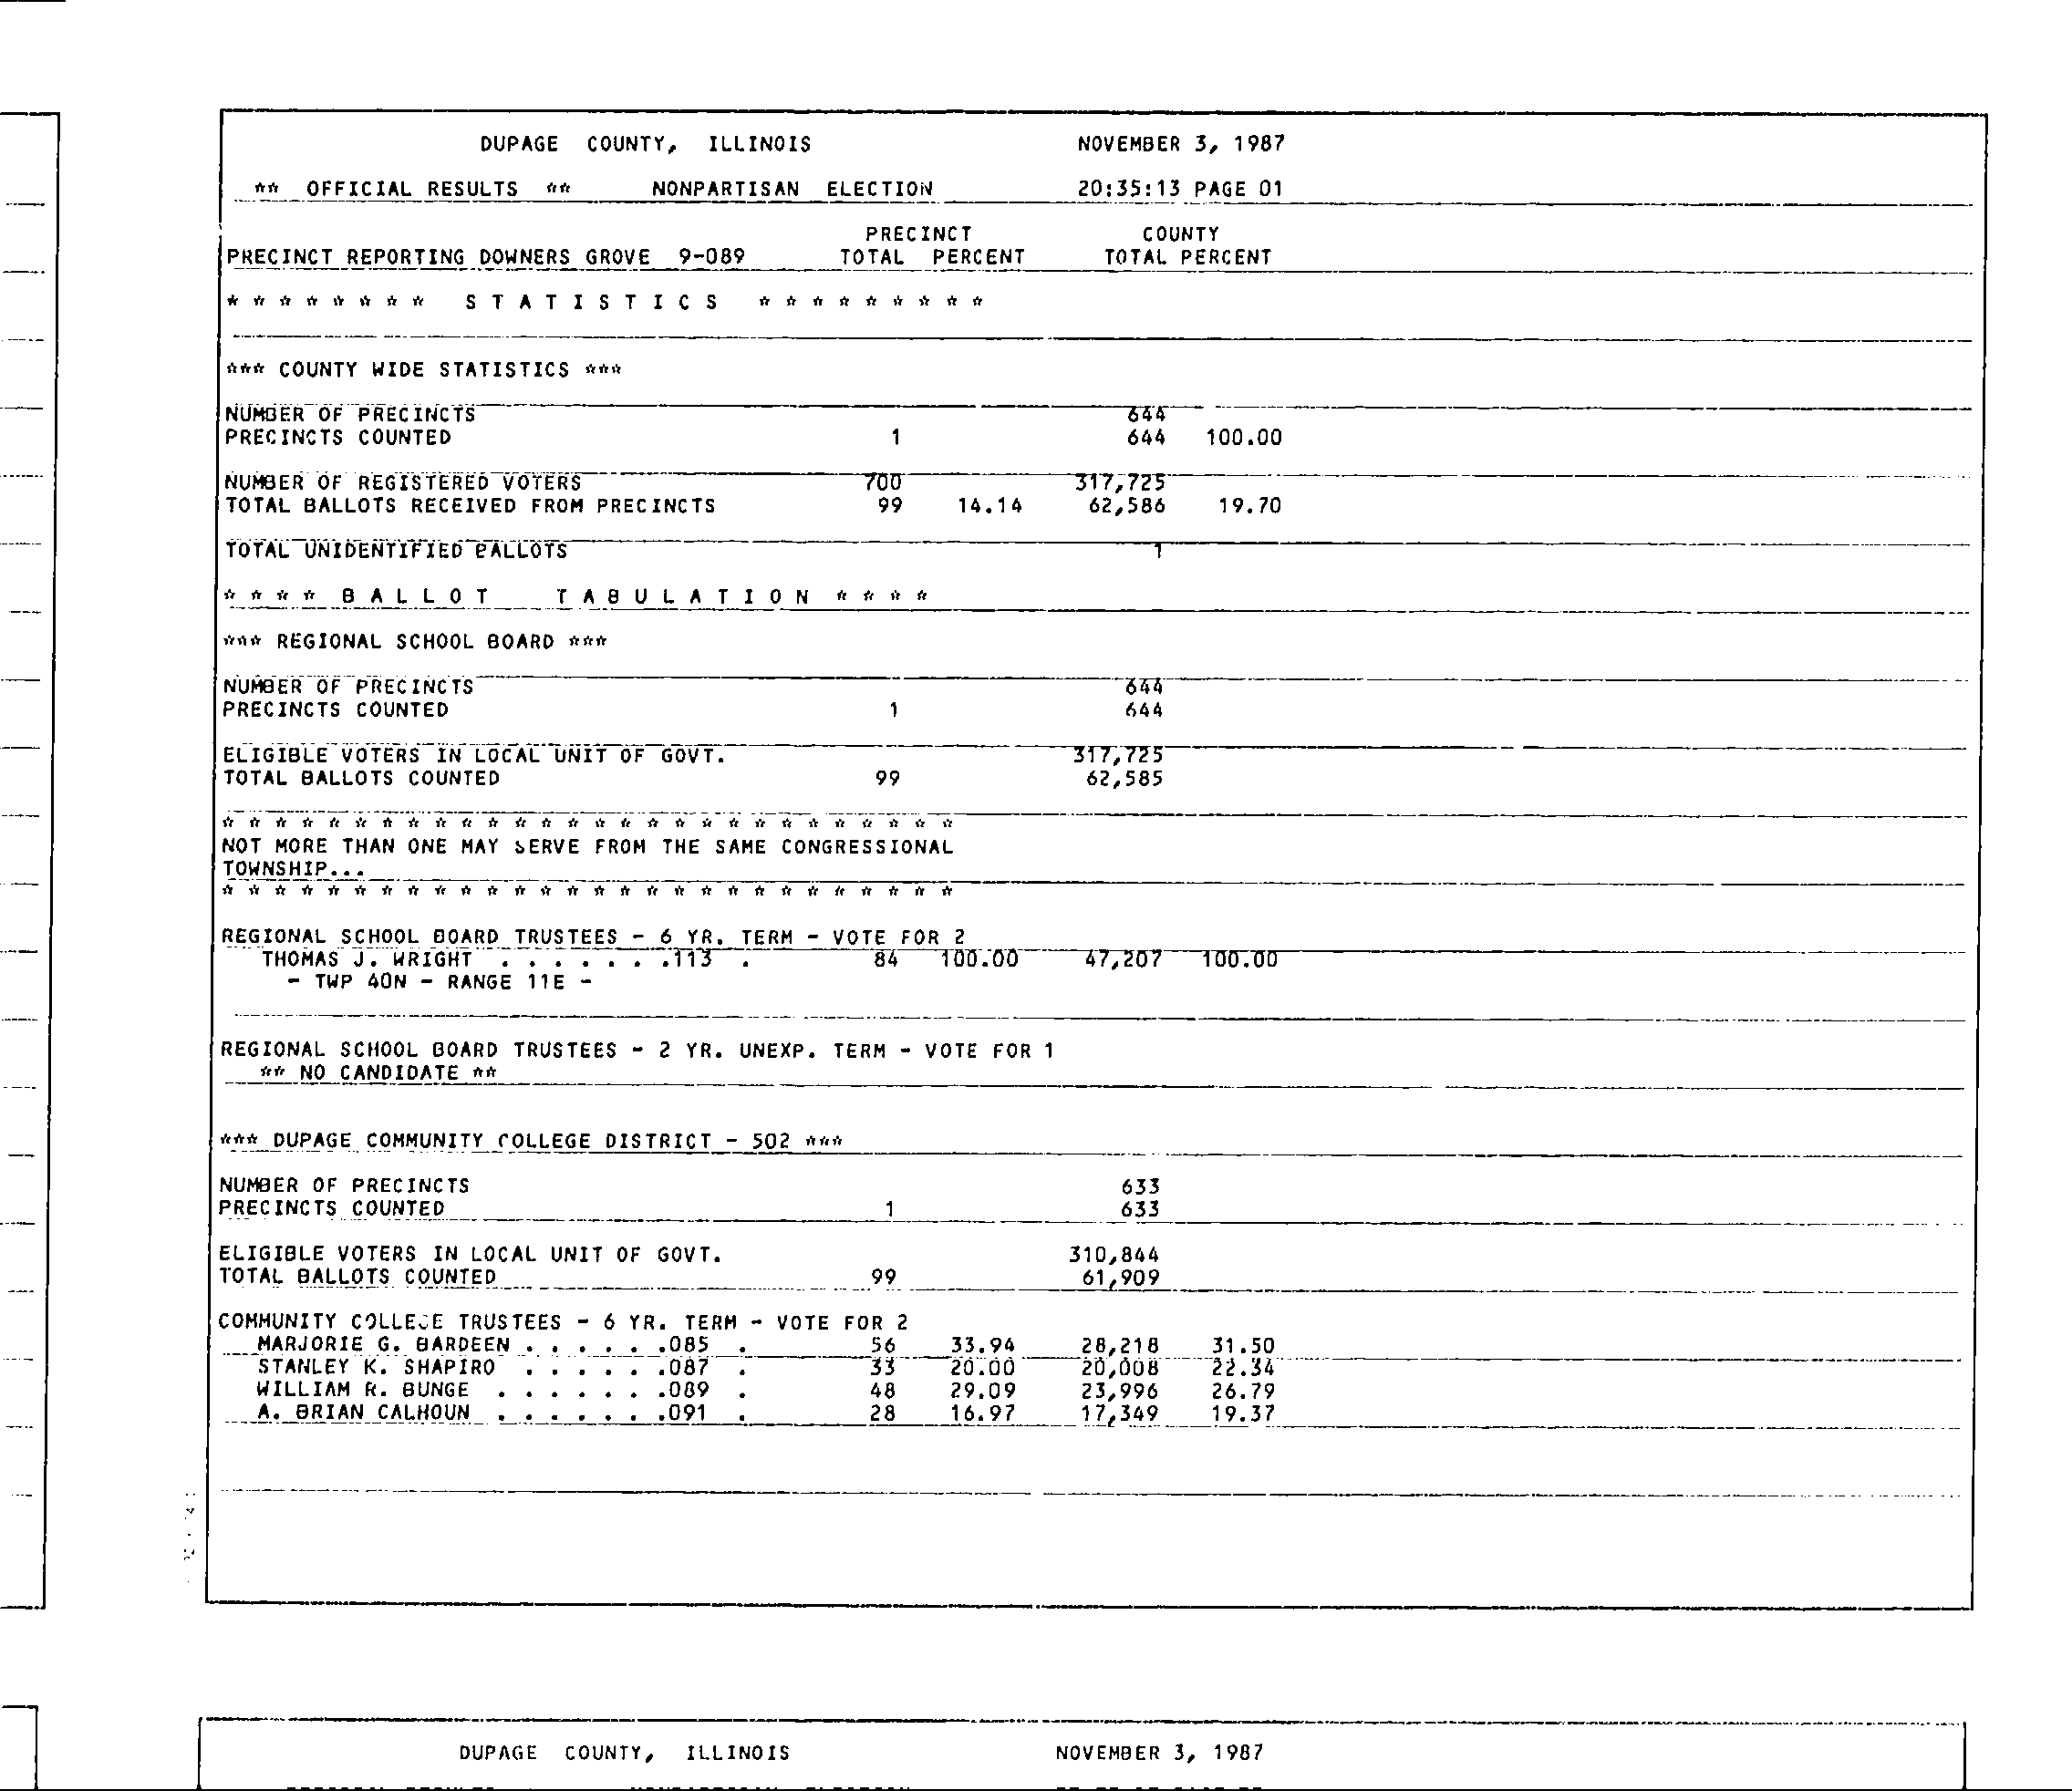 DUPAGE COUNTY, ILLINOIS NOVEMBER 3, 1987
** OFFICIAL RESULTS ** NONPARTISAN ELECTION 20:35:13 PAGE 01
PRECINCT COUNTY
PRECINCT REPORTING DOWNERS GROVE 9-089 TOTAL PERCENT TOTAL PERCENT
* * * * * * * * S T A T I S T I C S * * * * * * * * *
*** COUNTY WIDE STATISTICS ***
NUMBER OF PRECINCTS 644
PRECINCTS COUNTED 1 644 100.00
NUMBER OF REGISTERED VOTERS 700 317,725
TOTAL BALLOTS RECEIVED FROM PRECINCTS 99 14.14 62,586 19.70
TOTAL UNIDENTIFIED BALLOTS 1
* * * * B A L L O T T A B U L A T I O N * * * *
*** REGIONAL SCHOOL BOARD ***
NUMBER OF PRECINCTS 644
PRECINCTS COUNTED 1 644
ELIGIBLE VOTERS IN LOCAL UNIT OF GOVT. 317,725
TOTAL BALLOTS COUNTED 99 62,585
* * * * * * * * * * * * * * * * * * * * * * * * * * * *
NOT MORE THAN ONE MAY SERVE FROM THE SAME CONGRESSIONAL
TOWNSHIP...
* * * * * * * * * * * * * * * * * * * * * * * * * * * *
REGIONAL SCHOOL BOARD TRUSTEES - 6 YR. TERM - VOTE FOR 2
THOMAS J. WRIGHT . . . . . . .113 . 84 100.00 47,207 100.00
- TWP 40N - RANGE 11E -
REGIONAL SCHOOL BOARD TRUSTEES - 2 YR. UNEXP. TERM - VOTE FOR 1
** NO CANDIDATE **
*** DUPAGE COMMUNITY COLLEGE DISTRICT - 502 ***
NUMBER OF PRECINCTS 633
PRECINCTS COUNTED 1 633
ELIGIBLE VOTERS IN LOCAL UNIT OF GOVT. 310,844
TOTAL BALLOTS COUNTED 99 61,909
COMMUNITY COLLEGE TRUSTEES - 6 YR. TERM - VOTE FOR 2
MARJORIE G. BARDEEN . . . . . .085 . 56 33.94 28,218 31.50
STANLEY K. SHAPIRO . . . . . .087 . 33 20.00 20,008 22.34
WILLIAM R. BUNGE . . . . . . .089 . 48 29.09 23,996 26.79
A. BRIAN CALHOUN . . . . . . .091 . 28 16.97 17,349 19.37
DUPAGE COUNTY, ILLINOIS NOVEMBER 3, 1987